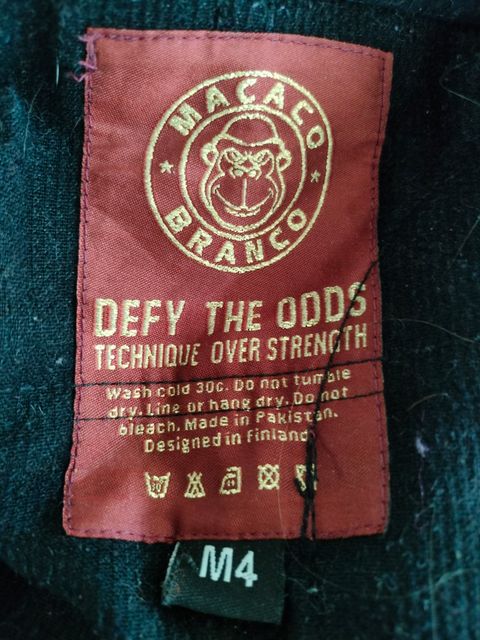 MACACO
BRANCO
DEFY THE ODDS
TECHNIQUE OVER STRENGTH
Wash cold 30c. Do not tumble
dry. Line or hang dry. Do not
bleach. Made in Pakistan.
Designed in finland
30
M4